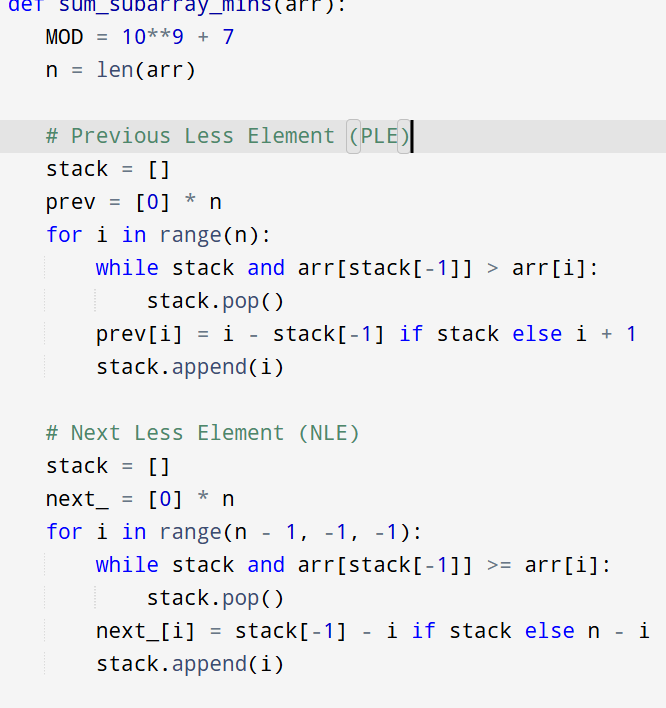 def sum_subarray_mins(arr):
    MOD = 10**9 + 7
    n = len(arr)

    # Previous Less Element (PLE)
    stack = []
    prev = [0] * n
    for i in range(n):
        while stack and arr[stack[-1]] > arr[i]:
            stack.pop()
        prev[i] = i - stack[-1] if stack else i + 1
        stack.append(i)

    # Next Less Element (NLE)
    stack = []
    next_ = [0] * n
    for i in range(n - 1, -1, -1):
        while stack and arr[stack[-1]] >= arr[i]:
            stack.pop()
        next_[i] = stack[-1] - i if stack else n - i
        stack.append(i)